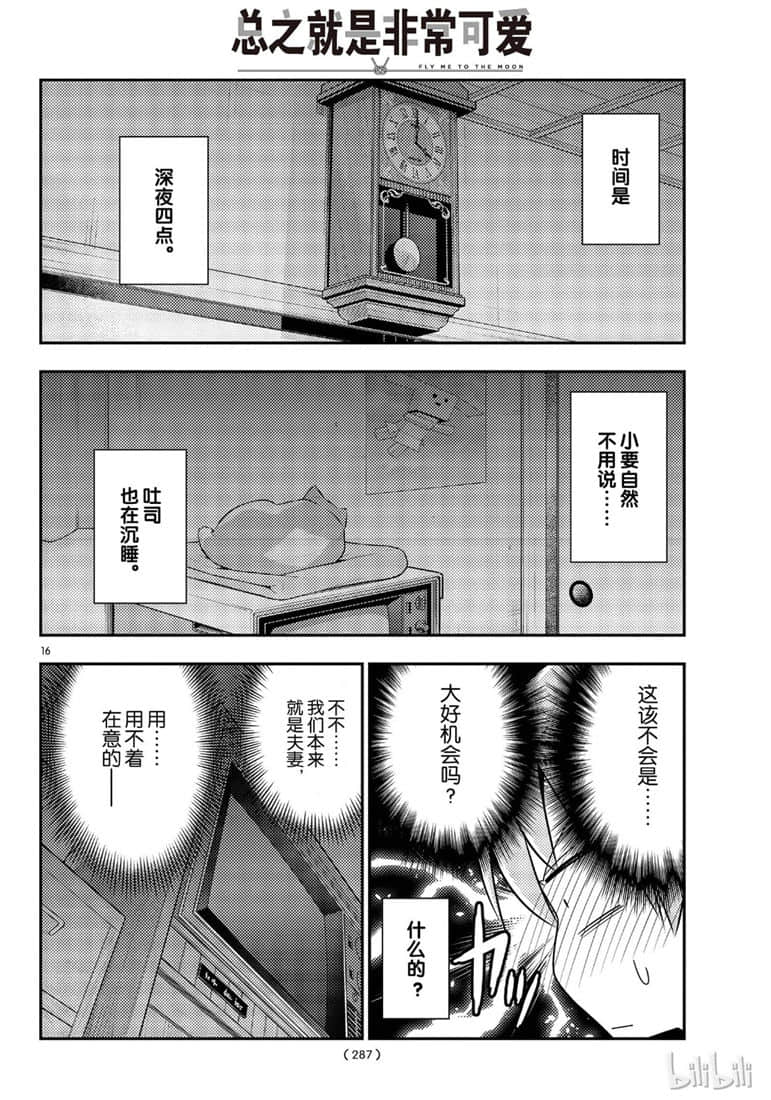 总之就是非常可爱
FLY ME TO THE MOON
时间是
深夜四点。
小要自然
不用说……
吐司
也在沉睡。
16
这该不会是……
大好机会吗？
什么的？
カッ
不不……
我们本来
就是夫妻，
用……
用不着
在意的——
(287)
bilibili